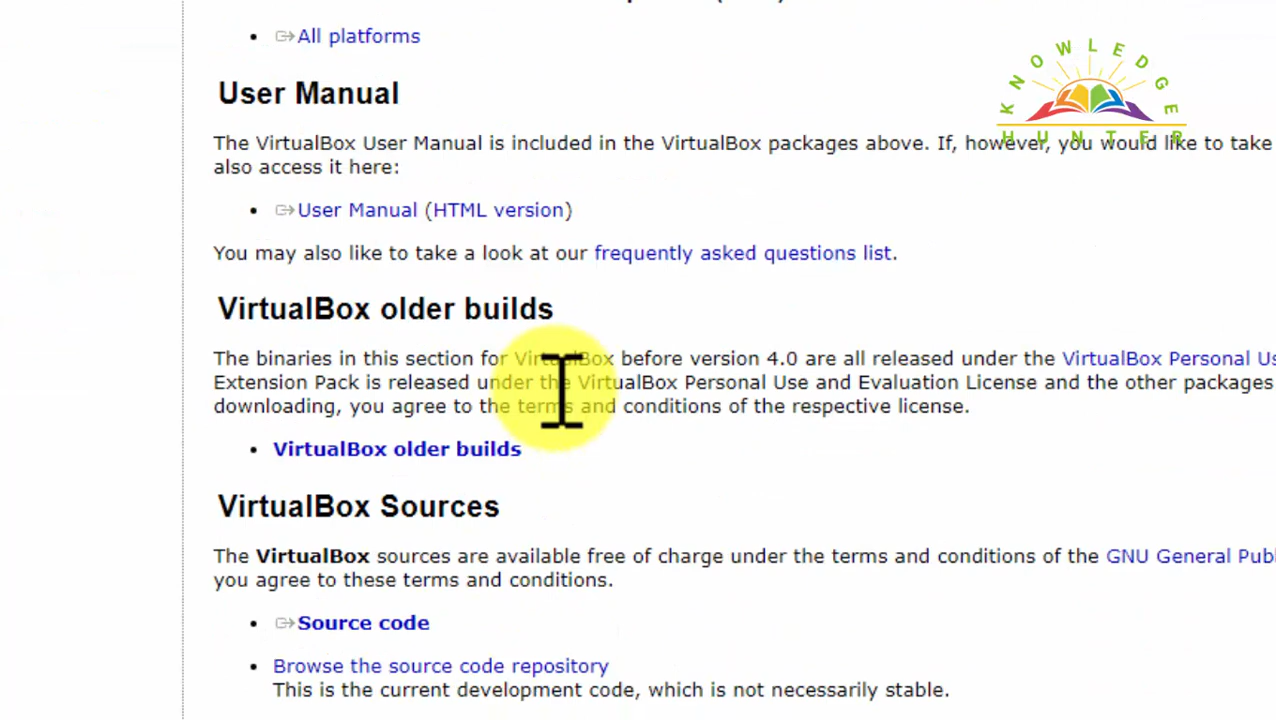 All platforms
KNOWLEDGE
HUNTER
User Manual
The VirtualBox User Manual is included in the VirtualBox packages above. If, however, you would like to take
also access it here:
User Manual (HTML version)
You may also like to take a look at our frequently asked questions list.
VirtualBox older builds
The binaries in this section for VirtualBox before version 4.0 are all released under the VirtualBox Personal Us
Extension Pack is released under the VirtualBox Personal Use and Evaluation License and the other packages
downloading, you agree to the terms and conditions of the respective license.
VirtualBox older builds
VirtualBox Sources
The VirtualBox sources are available free of charge under the terms and conditions of the GNU General Publ
you agree to these terms and conditions.
Source code
Browse the source code repository
This is the current development code, which is not necessarily stable.